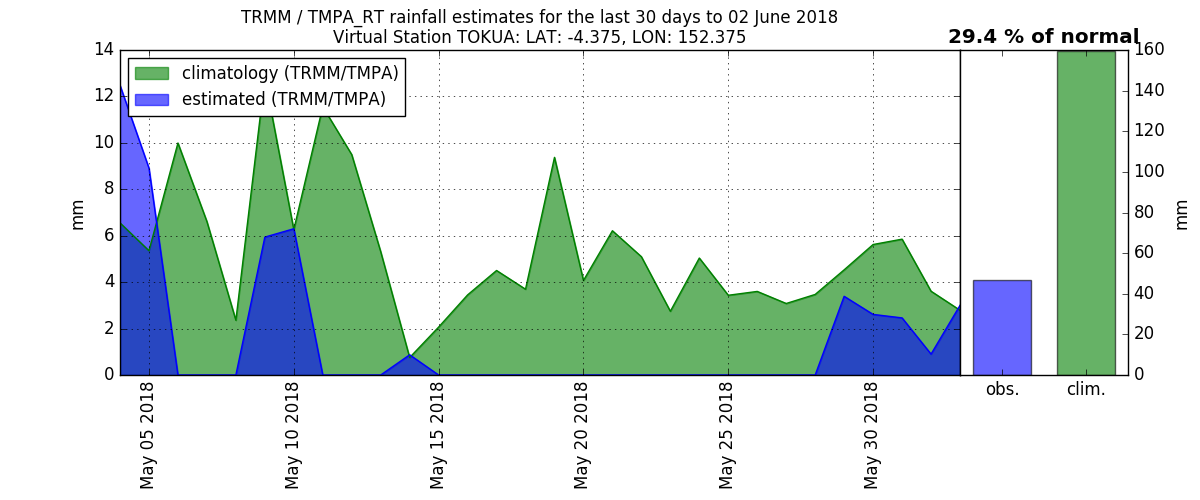 TRMM / TMPA_RT rainfall estimates for the last 30 days to 02 June 2018
Virtual Station TOKUA: LAT: -4.375, LON: 152.375
29.4 % of normal
climatology (TRMM/TMPA)
estimated (TRMM/TMPA)
mm
14
12
10
8
6
4
2
0
May 05 2018
May 10 2018
May 15 2018
May 20 2018
May 25 2018
May 30 2018
obs.
clim.
160
140
120
100
80
60
40
20
0
mm